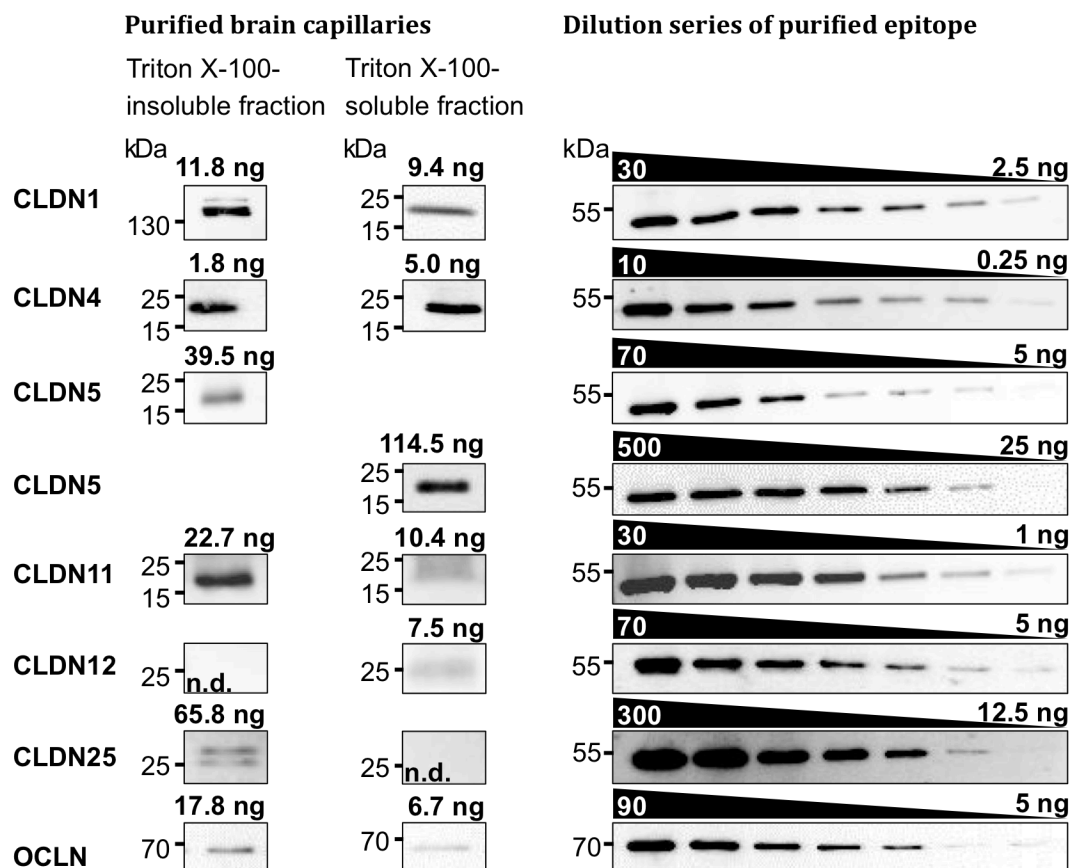 Purified brain capillaries
Dilution series of purified epitope
Triton X-100-
insoluble fraction
Triton X-100-
soluble fraction
kDa
kDa
kDa
11.8 ng
9.4 ng
30
2.5 ng
CLDN1
130
25
15
55
1.8 ng
5.0 ng
10
0.25 ng
CLDN4
25
15
25
15
55
39.5 ng
70
5 ng
CLDN5
25
15
55
114.5 ng
500
25 ng
CLDN5
25
15
55
22.7 ng
10.4 ng
30
1 ng
CLDN11
25
15
25
15
55
7.5 ng
70
5 ng
CLDN12
25
n.d.
25
55
65.8 ng
300
12.5 ng
CLDN25
25
25
n.d.
55
17.8 ng
6.7 ng
90
5 ng
OCLN
70
70
70